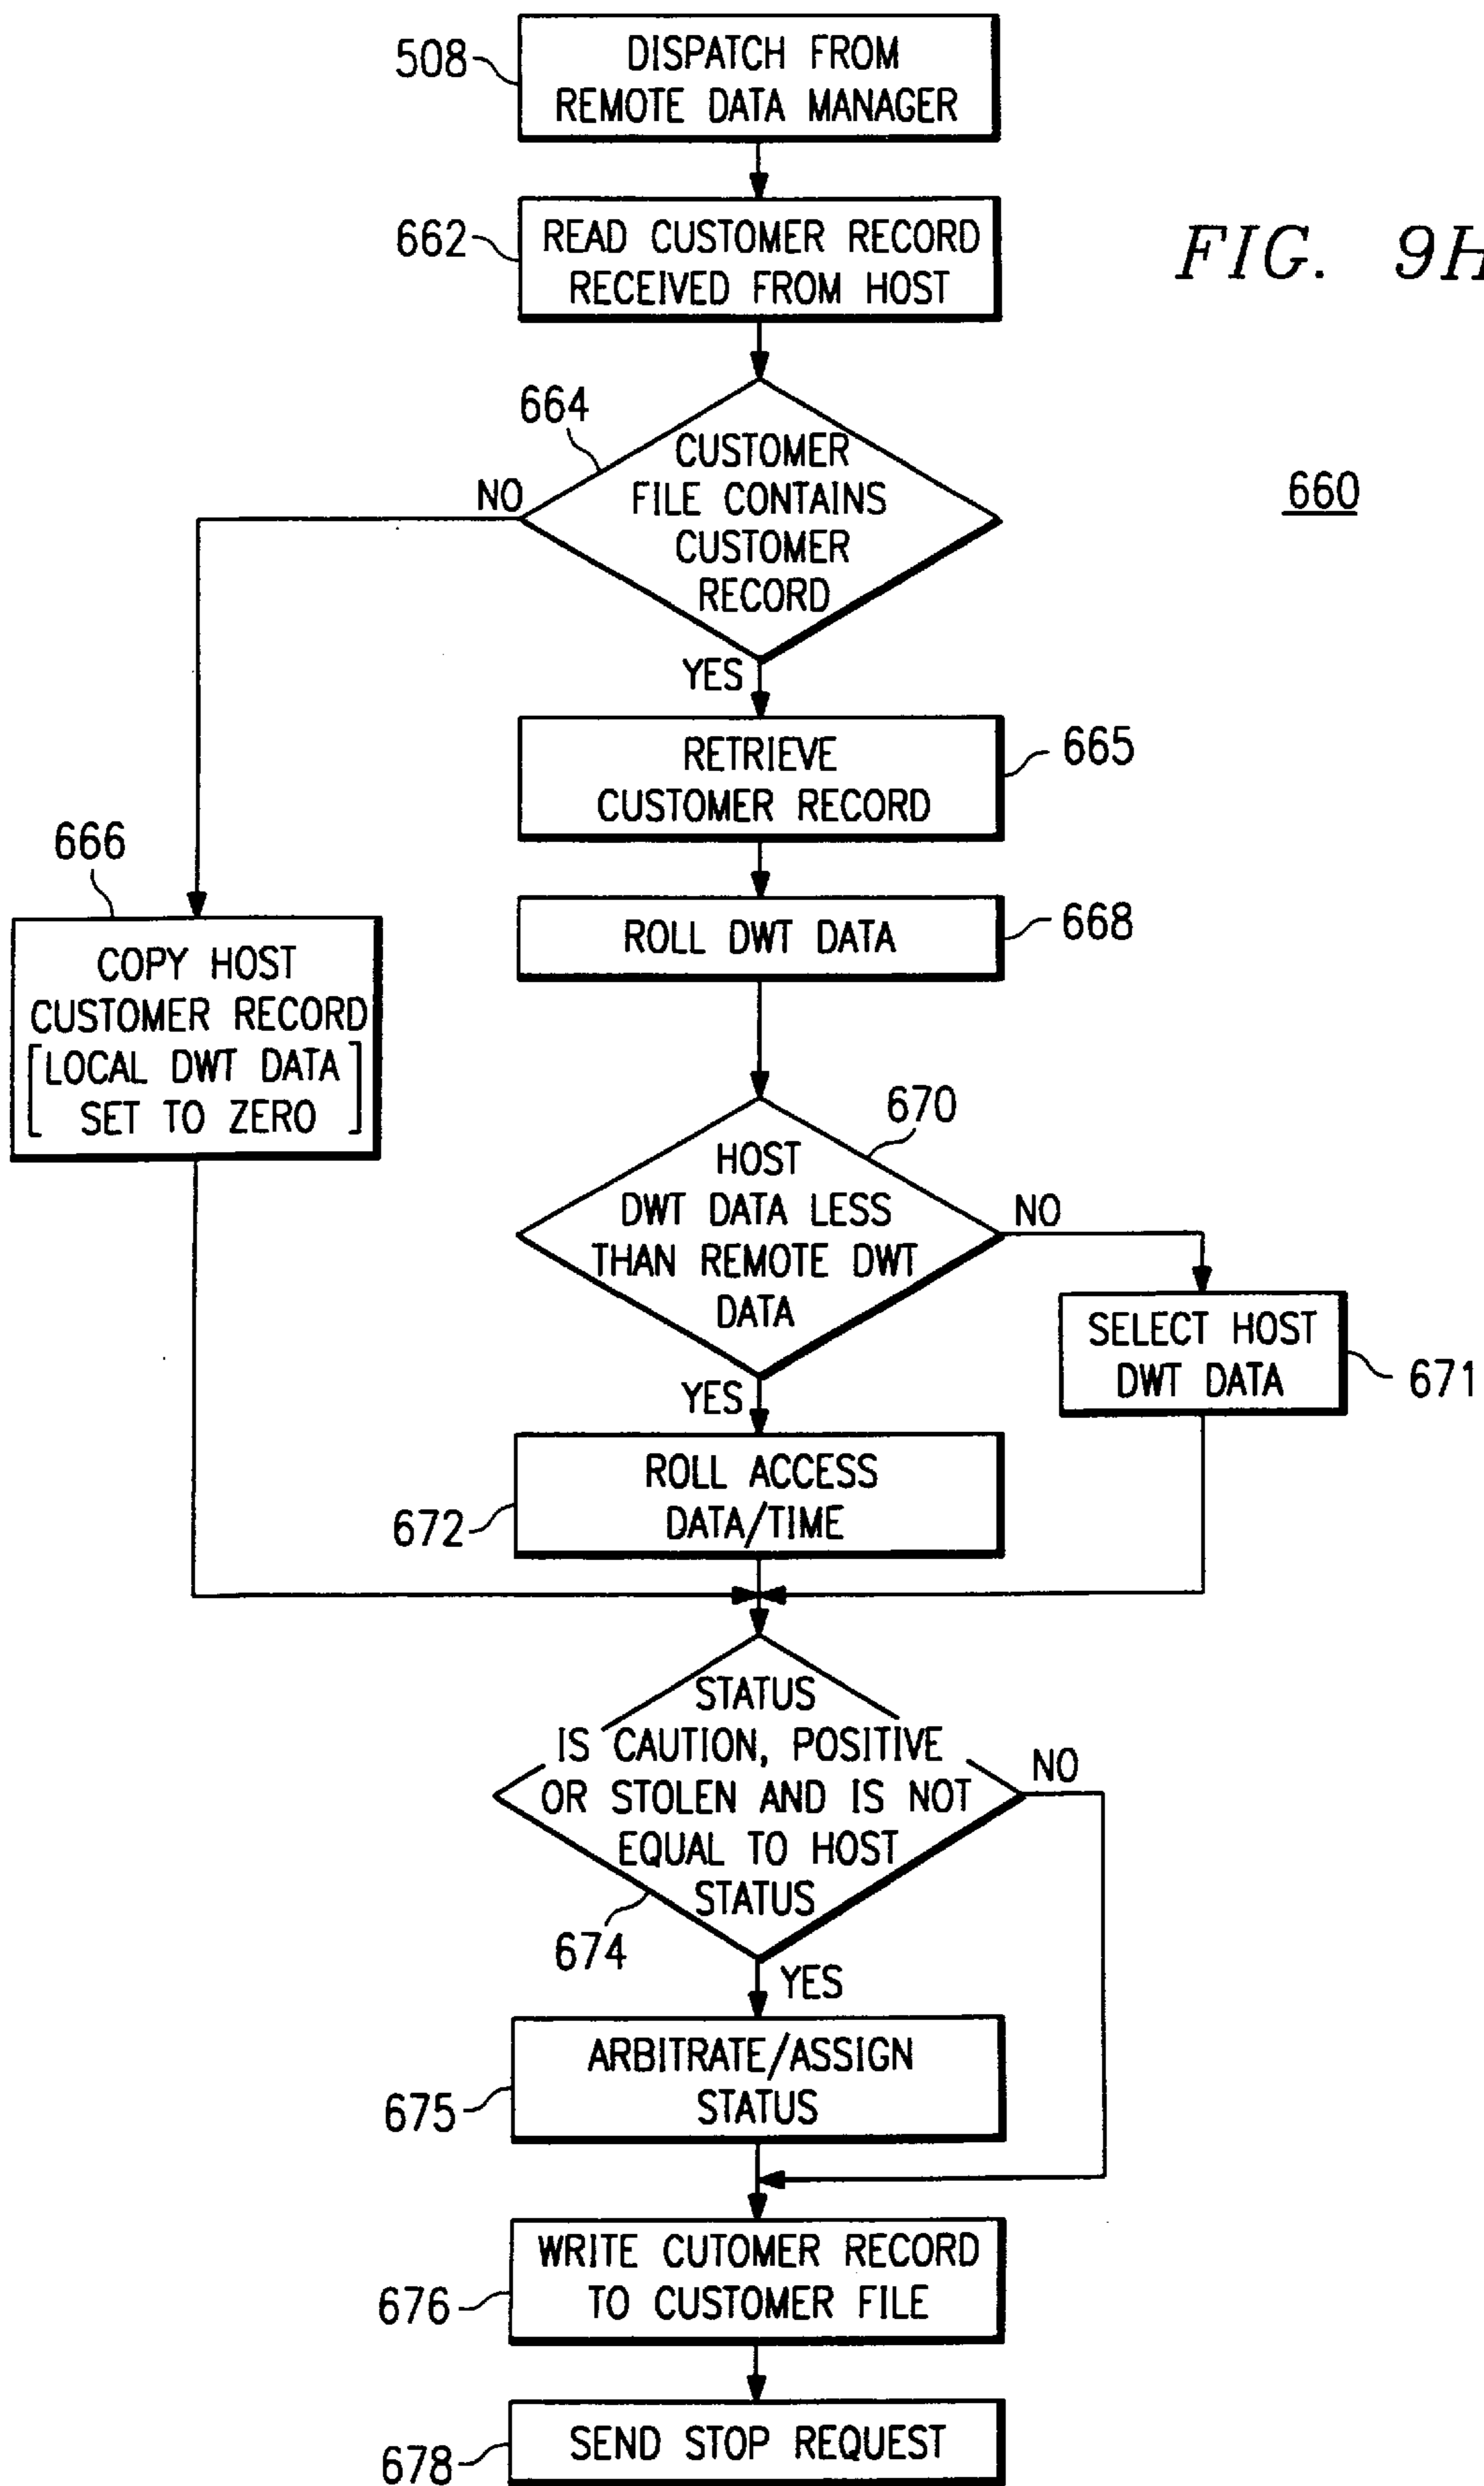 508
DISPATCH FROM
REMOTE DATA MANAGER
662
READ CUSTOMER RECORD
RECEIVED FROM HOST
FIG. 9H
660
664
CUSTOMER
FILE CONTAINS
CUSTOMER
RECORD
NO
YES
RETRIEVE
CUSTOMER RECORD
665
666
COPY HOST
CUSTOMER RECORD
[LOCAL DWT DATA
SET TO ZERO]
ROLL DWT DATA
668
670
HOST
DWT DATA LESS
THAN REMOTE DWT
DATA
NO
YES
SELECT HOST
DWT DATA
671
672
ROLL ACCESS
DATA/TIME
STATUS
IS CAUTION, POSITIVE
OR STOLEN AND IS NOT
EQUAL TO HOST
STATUS
NO
674
YES
675
ARBITRATE/ASSIGN
STATUS
676
WRITE CUTOMER RECORD
TO CUSTOMER FILE
678
SEND STOP REQUEST